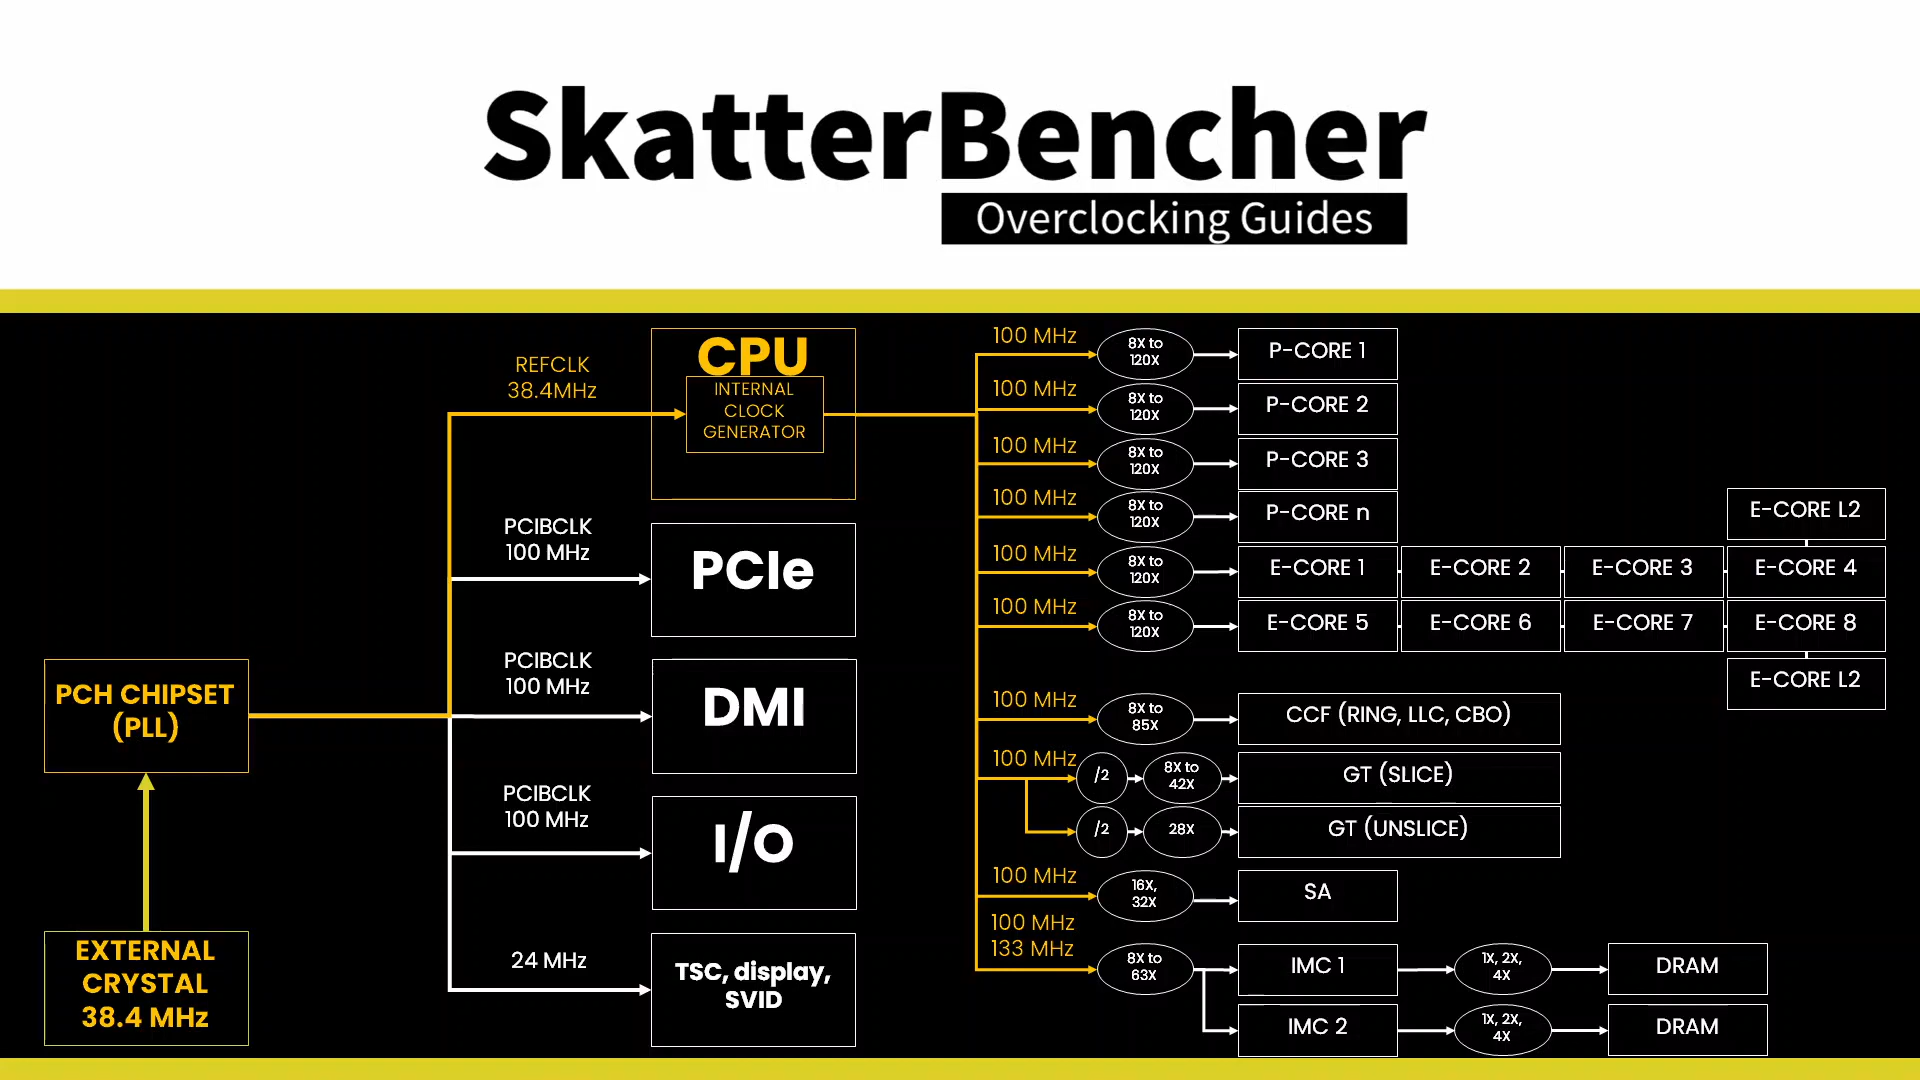 SkatterBencher
Overclocking Guides
REFCLK
38.4MHz
CPU
INTERNAL
CLOCK
GENERATOR
PCIBCLK
100 MHz
PCIe
PCIBCLK
100 MHz
DMI
PCIBCLK
100 MHz
I/O
24 MHz
TSC, display,
SVID
PCH CHIPSET
(PLL)
EXTERNAL
CRYSTAL
38.4 MHz
100 MHz
8X to
120X
P-CORE 1
100 MHz
8X to
120X
P-CORE 2
100 MHz
8X to
120X
P-CORE 3
100 MHz
8X to
120X
P-CORE n
E-CORE L2
100 MHz
8X to
120X
E-CORE 1
E-CORE 2
E-CORE 3
E-CORE 4
100 MHz
8X to
120X
E-CORE 5
E-CORE 6
E-CORE 7
E-CORE 8
E-CORE L2
100 MHz
8X to
85X
CCF (RING, LLC, CBO)
100 MHz
/2
8X to
42X
GT (SLICE)
/2
28X
GT (UNSLICE)
100 MHz
16X,
32X
SA
100 MHz
133 MHz
8X to
63X
IMC 1
1X, 2X,
4X
DRAM
IMC 2
1X, 2X,
4X
DRAM